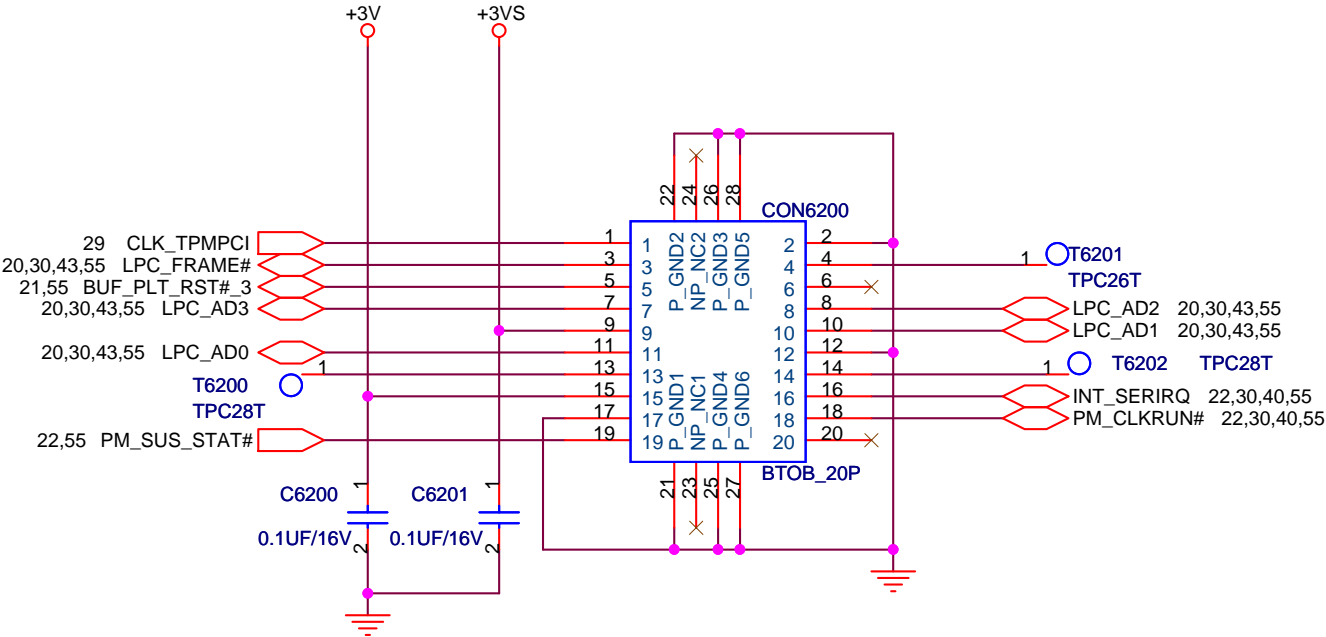 +3V +3VS
22 24 26 28
CON6200
P_GND2 NP_NC2 P_GND3 P_GND5
29 CLK_TPMPCI 1 1 2 2
20,30,43,55 LPC_FRAME# 3 3 4 4 1 T6201
TPC26T
21,55 BUF_PLT_RST#_3 5 5 6 6
20,30,43,55 LPC_AD3 7 7 8 8 LPC_AD2 20,30,43,55
9 9 10 10 LPC_AD1 20,30,43,55
20,30,43,55 LPC_AD0 11 11 12 12
T6200 1 13 13 14 14 1 T6202 TPC28T
TPC28T
15 15 16 16 INT_SERIRQ 22,30,40,55
17 17 18 18 PM_CLKRUN# 22,30,40,55
22,55 PM_SUS_STAT# 19 19 20 20
P_GND1 NP_NC1 P_GND4 P_GND6
BTOB_20P
21 23 25 27
C6200 1 C6201 1
0.1UF/16V 2 0.1UF/16V 2